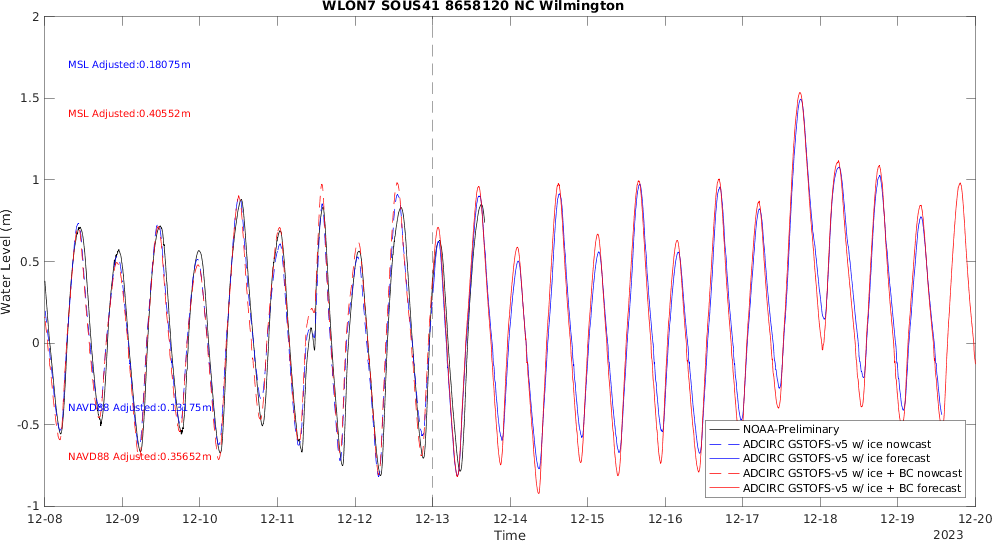 WLON7 SOUS41 8658120 NC Wilmington
2
MSL Adjusted:0.18075m
1.5
MSL Adjusted:0.40552m
1
Water Level (m)
0.5
0
NAVD88 Adjusted:0.13175m
-0.5
NAVD88 Adjusted:0.35652m
NOAA-Preliminary
ADCIRC GSTOFS-v5 w/ ice nowcast
ADCIRC GSTOFS-v5 w/ ice forecast
ADCIRC GSTOFS-v5 w/ ice + BC nowcast
ADCIRC GSTOFS-v5 w/ ice + BC forecast
-1
12-08 12-09 12-10 12-11 12-12 12-13 12-14 12-15 12-16 12-17 12-18 12-19 12-20
Time
2023